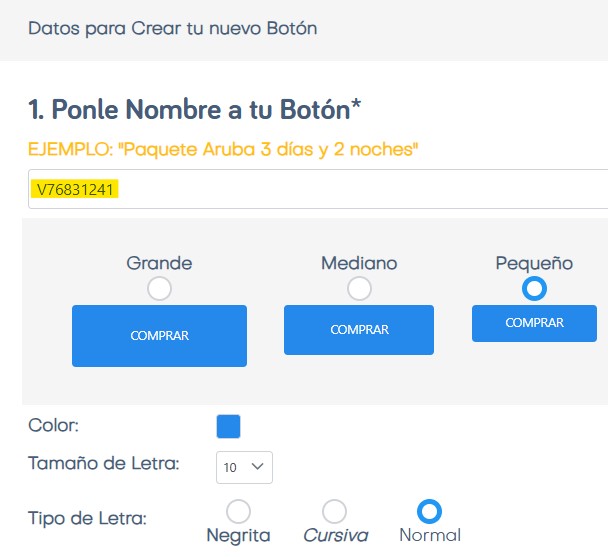 Datos para Crear tu nuevo Botón
1. Ponle Nombre a tu Botón*
EJEMPLO: "Paquete Aruba 3 días y 2 noches"
V76831241
Grande Mediano Pequeño
COMPRAR COMPRAR COMPRAR
Color:
Tamaño de Letra: 10
Tipo de Letra: Negrita Cursiva Normal